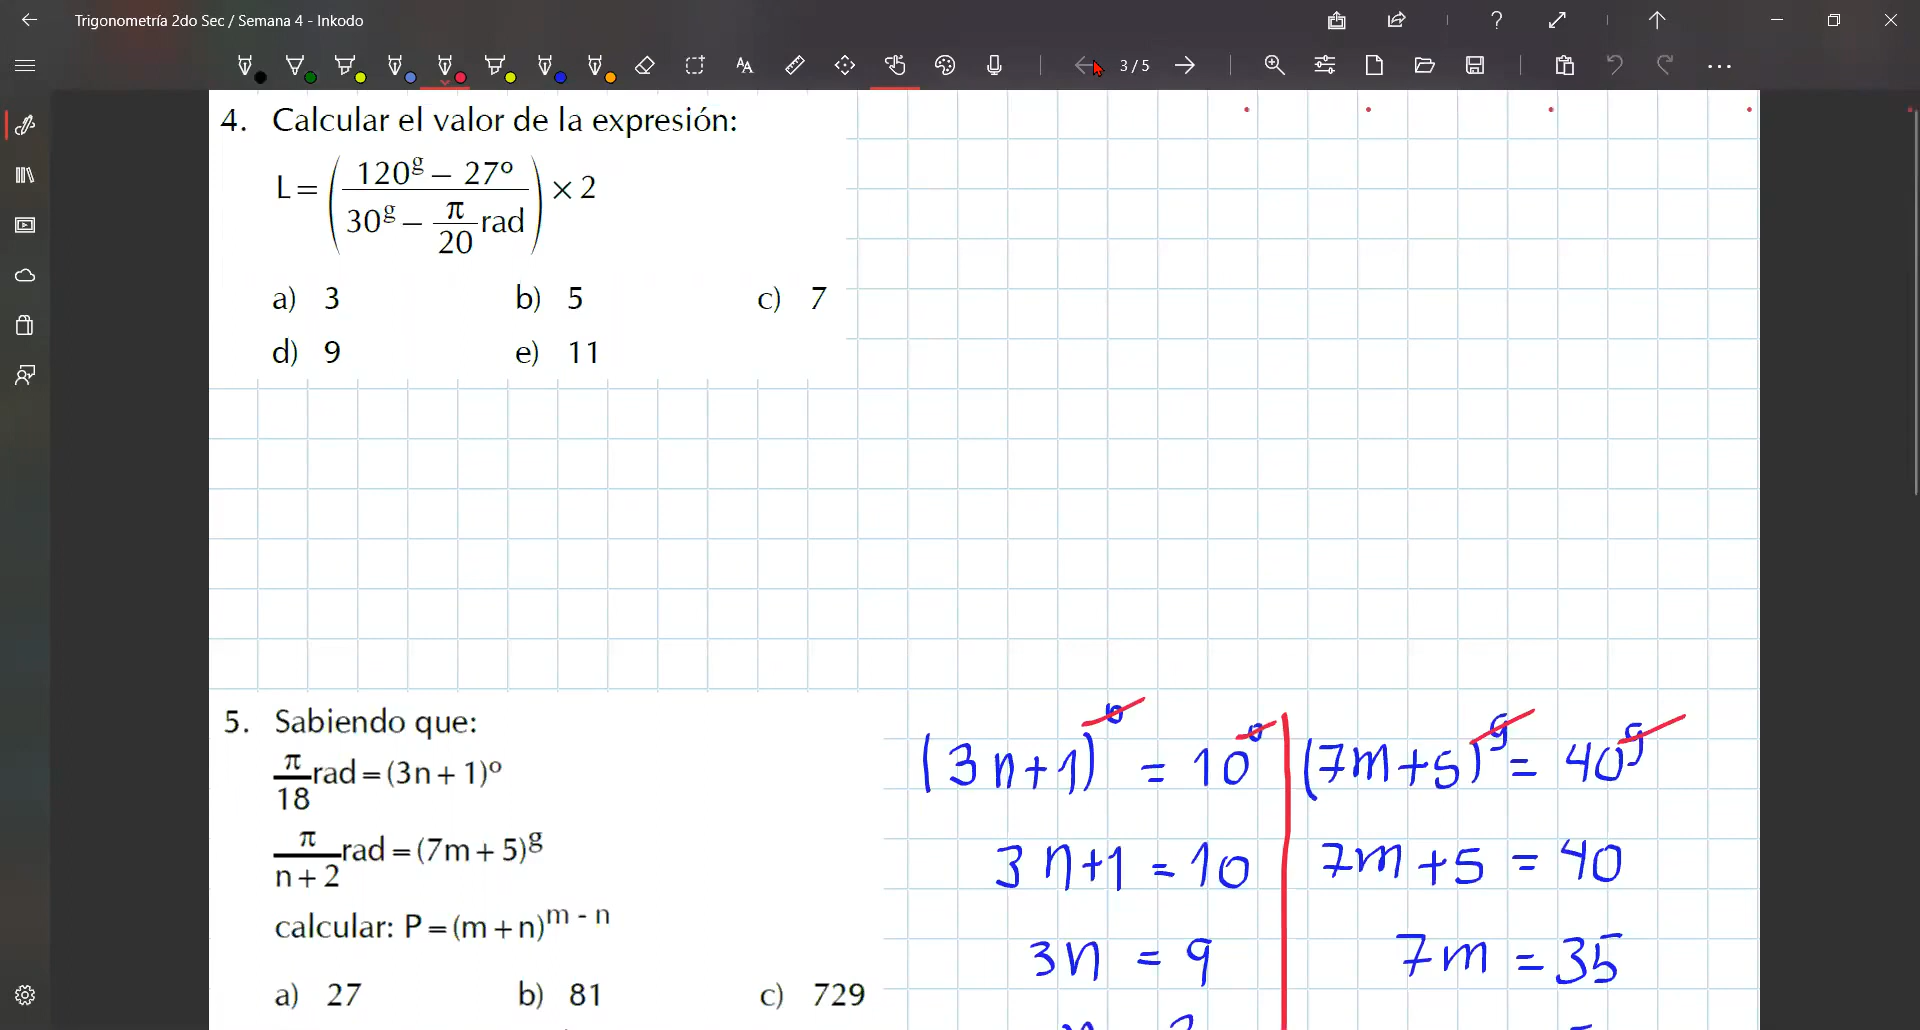 Trigonometría 2do Sec / Semana 4 - Inkodo
3 / 5
4. Calcular el valor de la expresión:
L = ( (120^g − 27°) / (30^g − π/20 rad) ) × 2
a) 3 b) 5 c) 7
d) 9 e) 11
5. Sabiendo que:
π/18 rad = (3n + 1)°
π/(n + 2) rad = (7m + 5)^g
calcular: P = (m + n)^(m - n)
a) 27 b) 81 c) 729
(3n+1)° = 10°
3n+1 = 10
3n = 9
(7m+5)^g = 40^g
7m+5 = 40
7m = 35